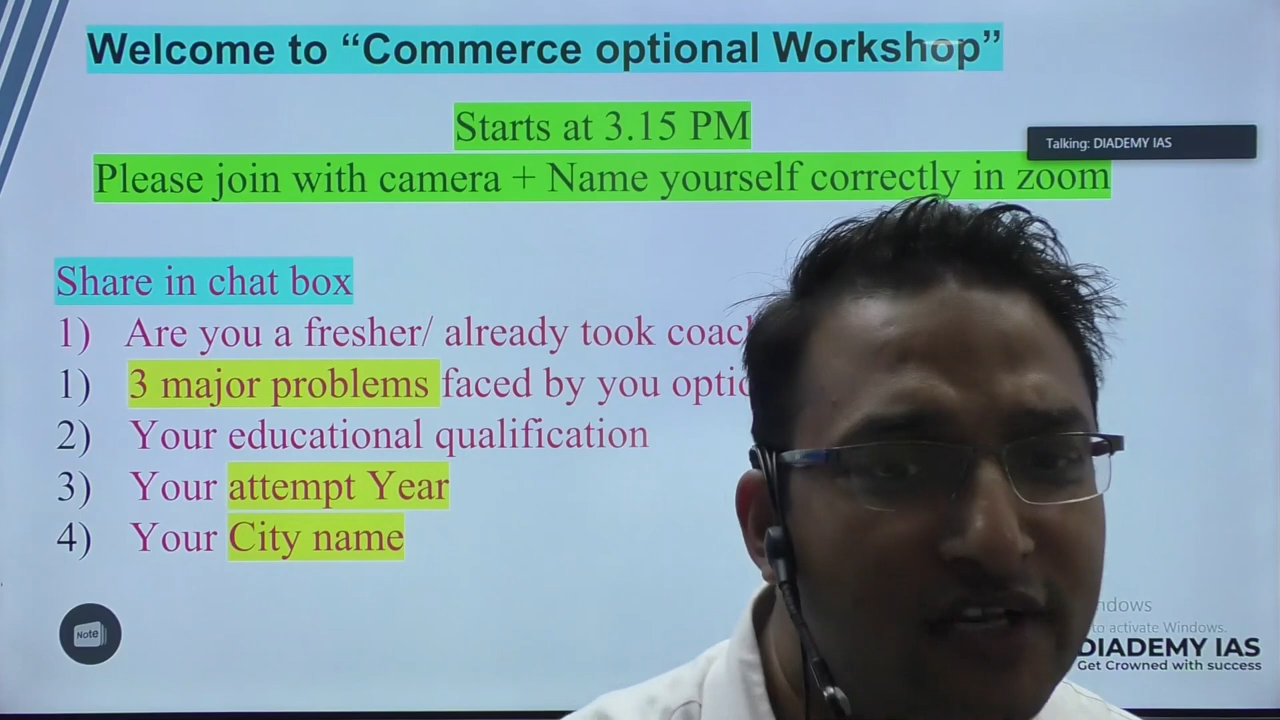 Welcome to “Commerce optional Workshop”
Starts at 3.15 PM
Talking: DIADEMY IAS
Please join with camera + Name yourself correctly in zoom
Share in chat box
1) Are you a fresher/ already took
1) 3 major problems faced by you
2) Your educational qualification
3) Your attempt Year
4) Your City name
Note
to activate Windows.
DIADEMY IAS
Get Crowned with success